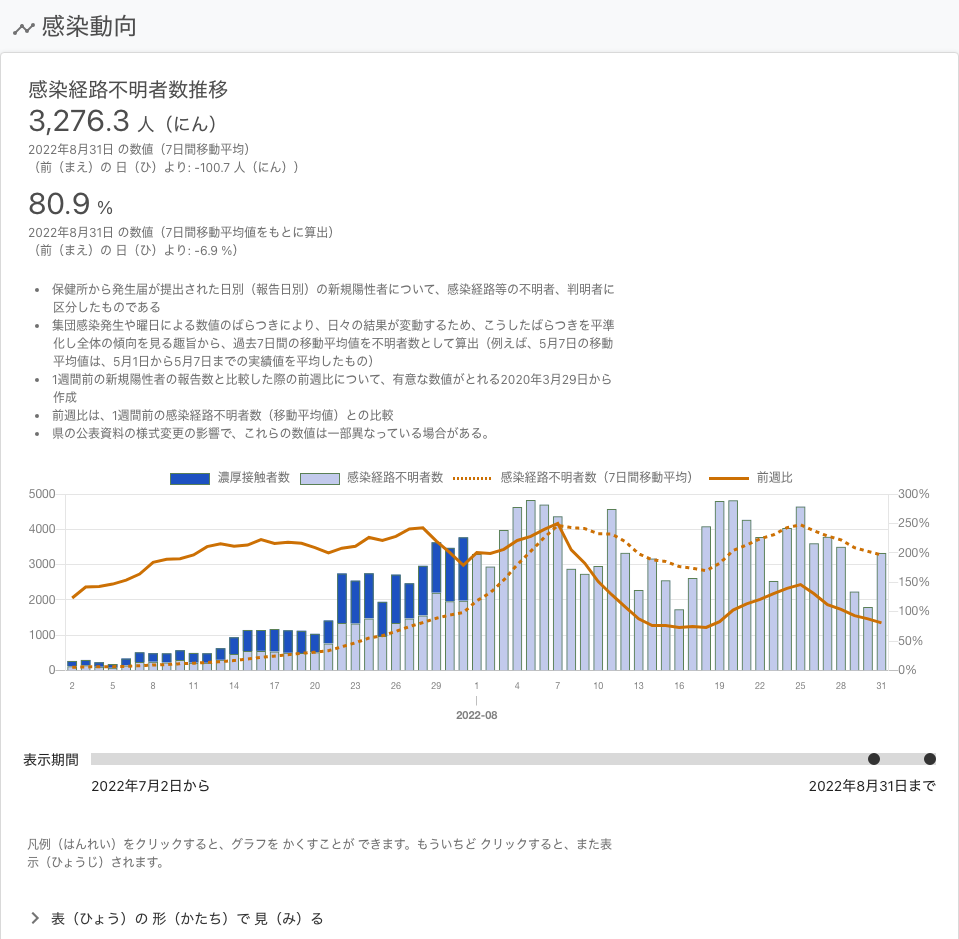 感染動向
感染経路不明者数推移
3,276.3 人（にん）
2022年8月31日 の数値（7日間移動平均）
（前（まえ）の 日（ひ）より: -100.7 人（にん））
80.9 %
2022年8月31日 の数値（7日間移動平均値をもとに算出）
（前（まえ）の 日（ひ）より: -6.9 %）
• 保健所から発生届が提出された日別（報告日別）の新規陽性者について、感染経路等の不明者、判明者に
区分したものである
• 集団感染発生や曜日による数値のばらつきにより、日々の結果が変動するため、こうしたばらつきを平準
化し全体の傾向を見る趣旨から、過去7日間の移動平均値を不明者数として算出（例えば、5月7日の移動
平均値は、5月1日から5月7日までの実績値を平均したもの）
• 1週間前の新規陽性者の報告数と比較した際の前週比について、有意な数値がとれる2020年3月29日から
作成
• 前週比は、1週間前の感染経路不明者数（移動平均値）との比較
• 県の公表資料の様式変更の影響で、これらの数値は一部異なっている場合がある。
濃厚接触者数 感染経路不明者数 感染経路不明者数（7日間移動平均） 前週比
5000 300%
250%
4000
200%
3000
150%
2000
100%
1000
50%
0 0%
2 5 8 11 14 17 20 23 26 29 1 4 7 10 13 16 19 22 25 28 31
2022-08
表示期間
2022年7月2日から 2022年8月31日まで
凡例（はんれい）をクリックすると、グラフを かくすことが できます。もういちど クリックすると、また表
示（ひょうじ）されます。
表（ひょう）の 形（かたち）で 見（み）る